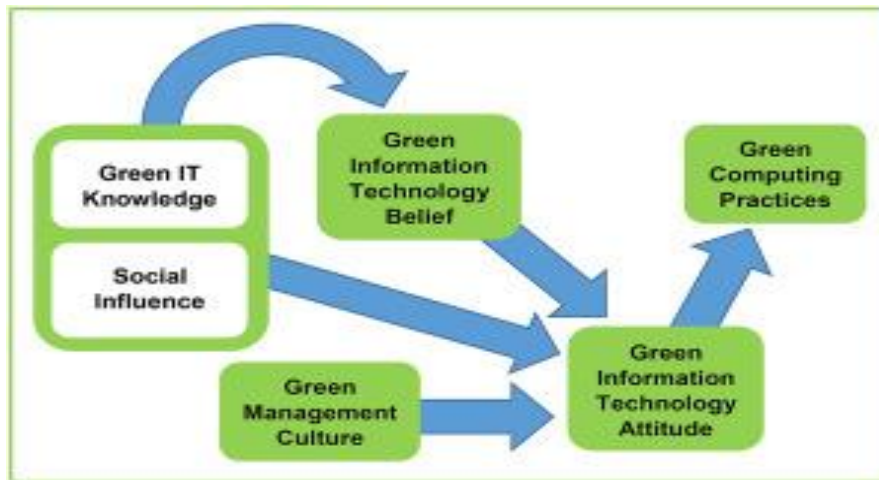 Green IT
Knowledge
Social
Influence
Green
Information
Technology
Belief
Green
Management
Culture
Green
Information
Technology
Attitude
Green
Computing
Practices